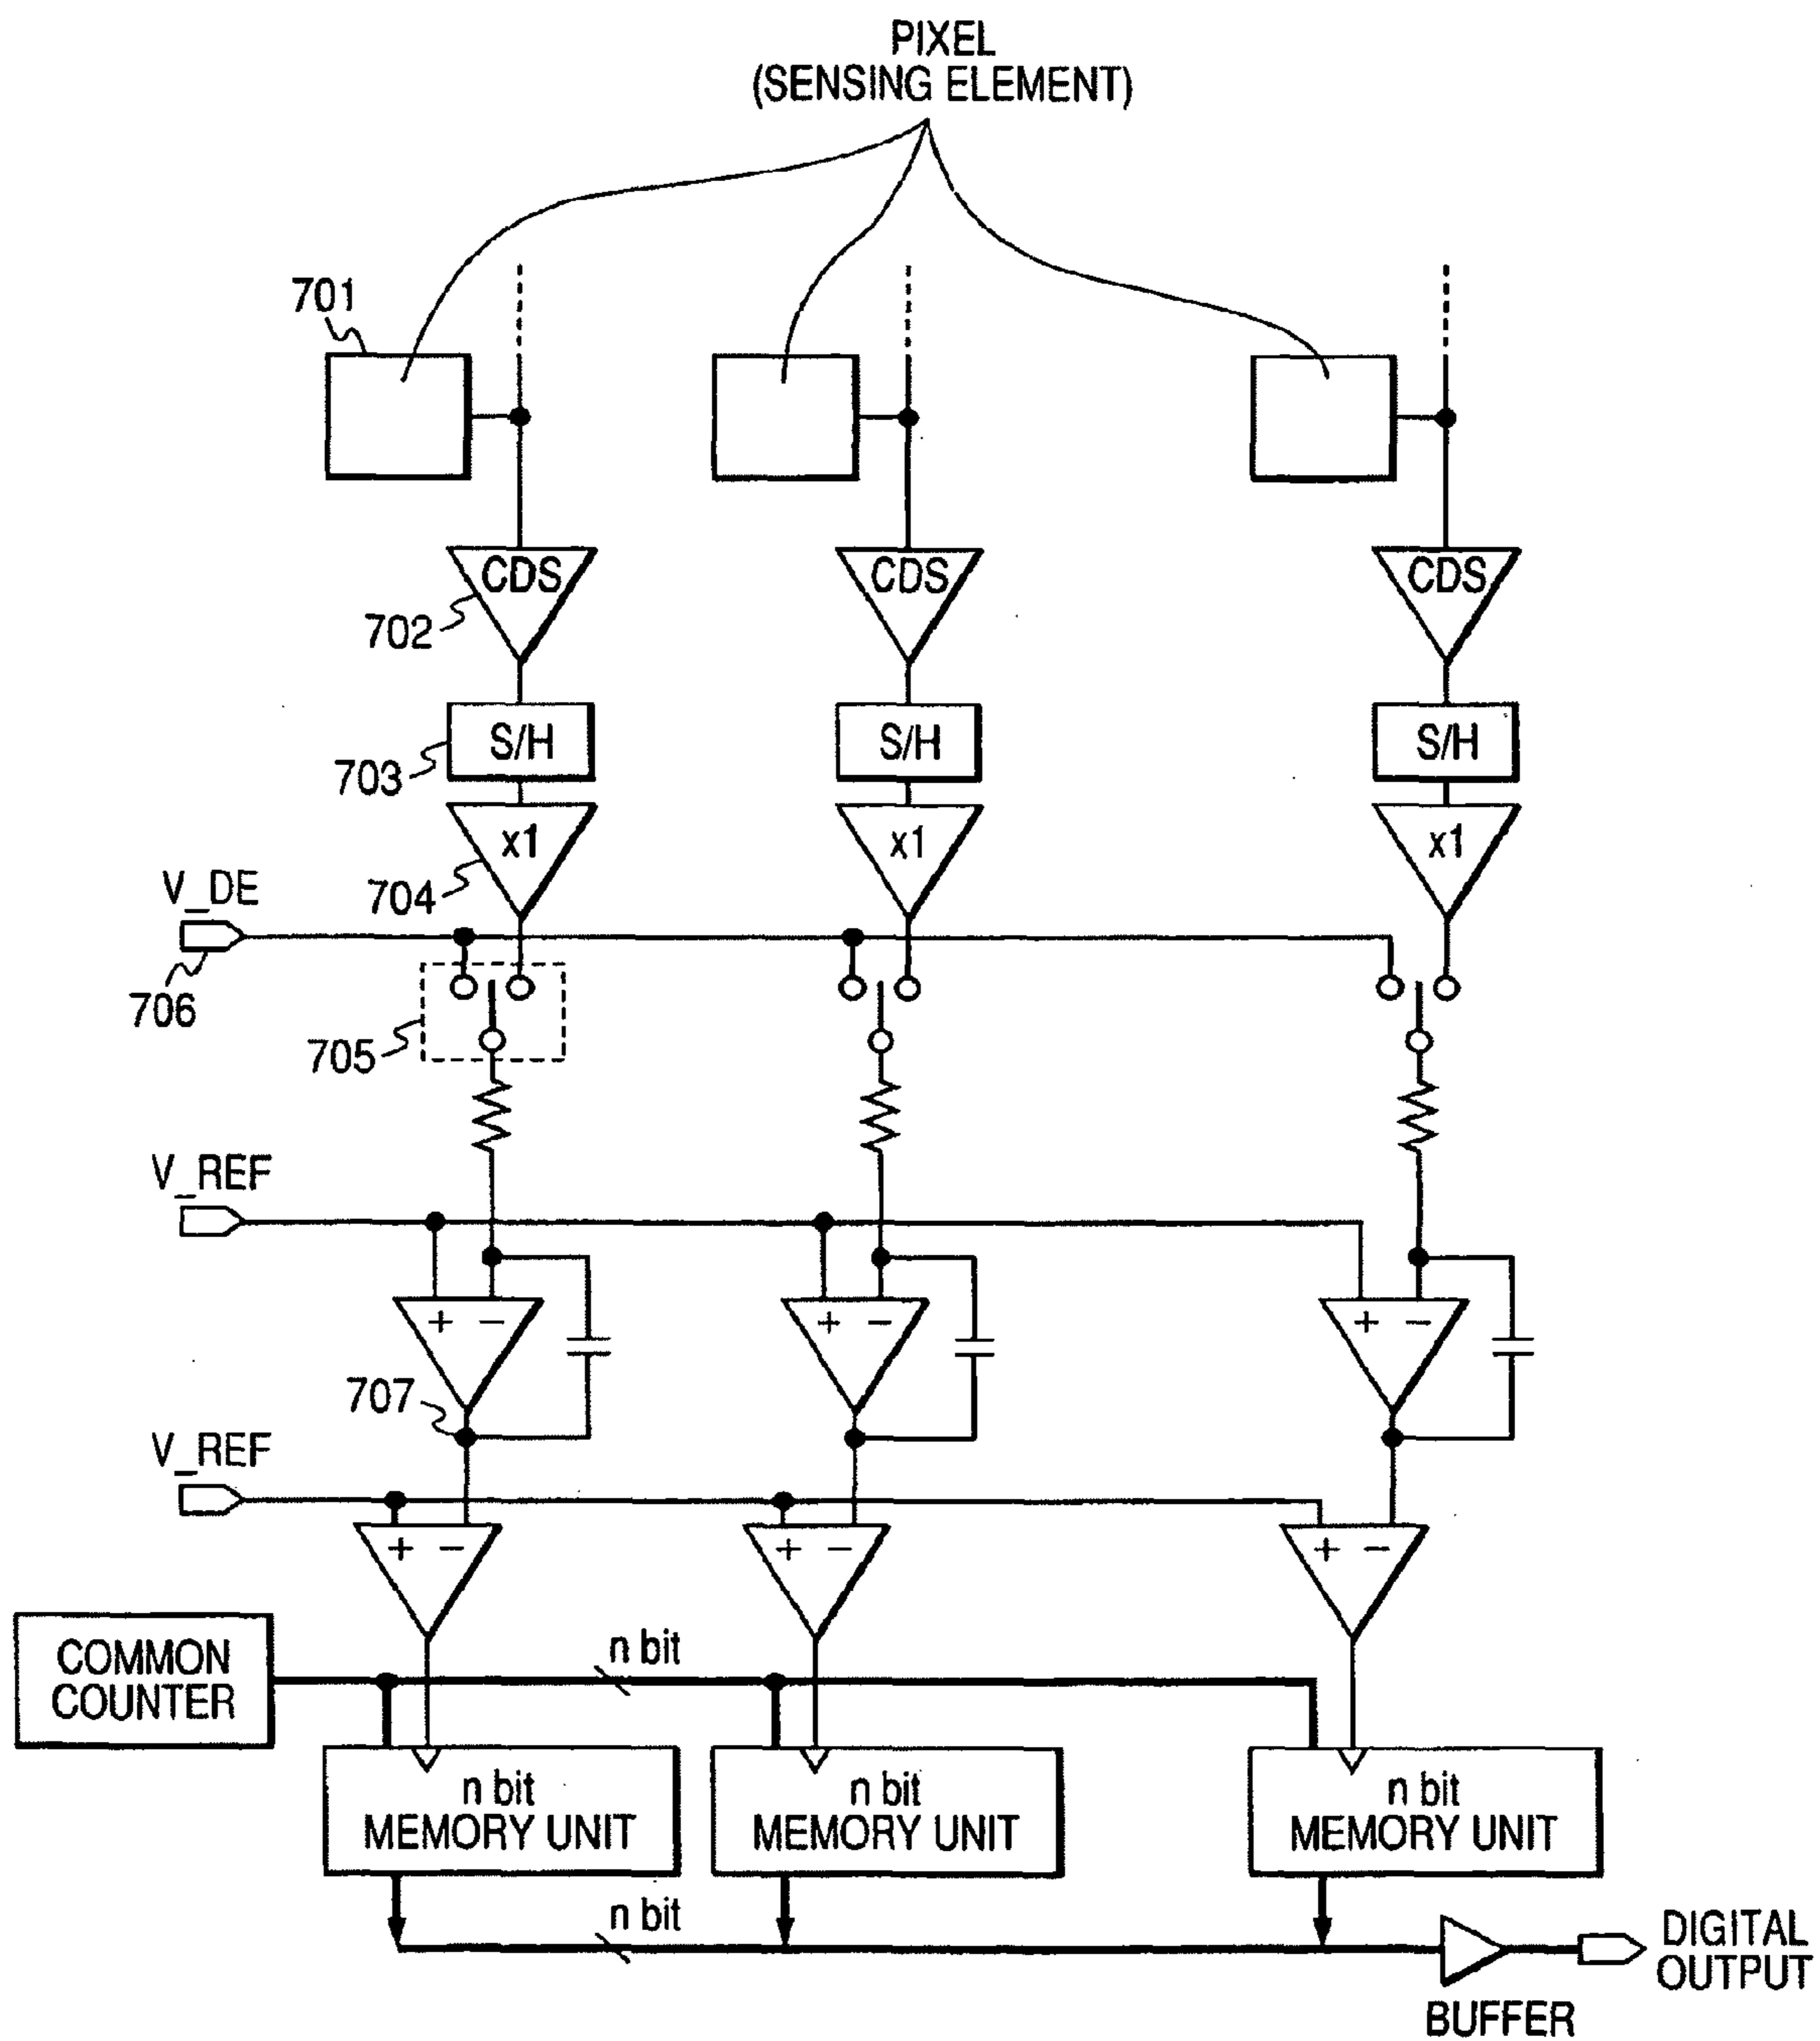 PIXEL
(SENSING ELEMENT)
701
CDS CDS CDS
702
S/H S/H S/H
703
x1 x1 x1
704
V_DE
706
705
V_REF
+ − + − + −
707
V_REF
+ − + − + −
COMMON
COUNTER
n bit
n bit
MEMORY UNIT
n bit
MEMORY UNIT
n bit
MEMORY UNIT
n bit
DIGITAL
OUTPUT
BUFFER